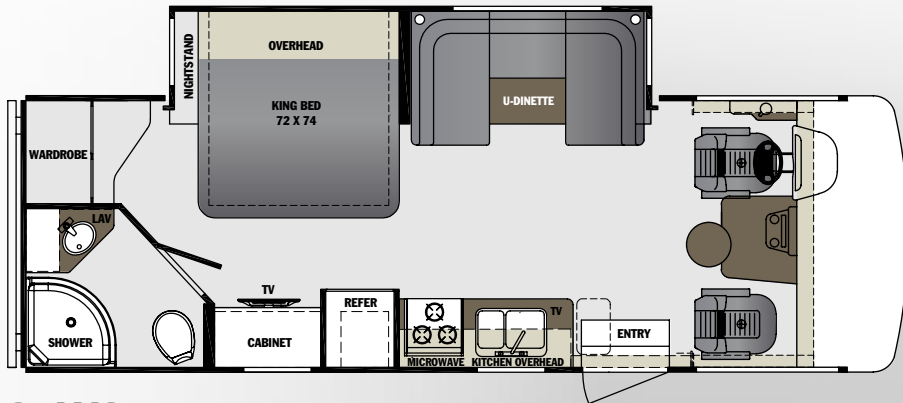 NIGHTSTAND
OVERHEAD
KING BED
72 X 74
U-DINETTE
WARDROBE
LAV
TV
REFER
TV
ENTRY
SHOWER
CABINET
MICROWAVE
KITCHEN OVERHEAD